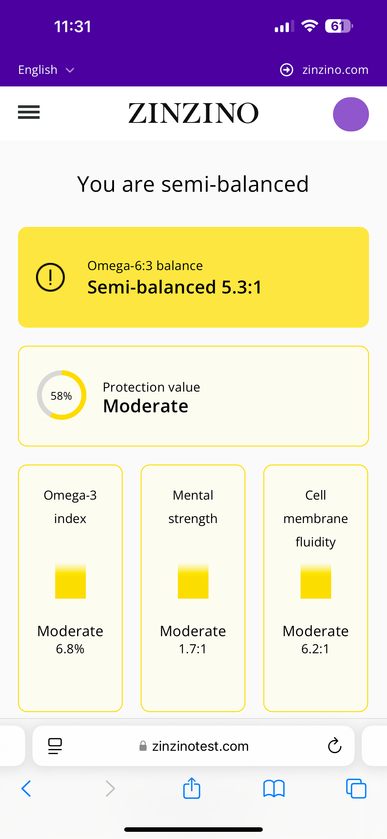 11:31
61
English
zinzino.com
ZINZINO
You are semi-balanced
Omega-6:3 balance
Semi-balanced 5.3:1
58%
Protection value
Moderate
Omega-3
index
Moderate
6.8%
Mental
strength
Moderate
1.7:1
Cell
membrane
fluidity
Moderate
6.2:1
zinzinotest.com